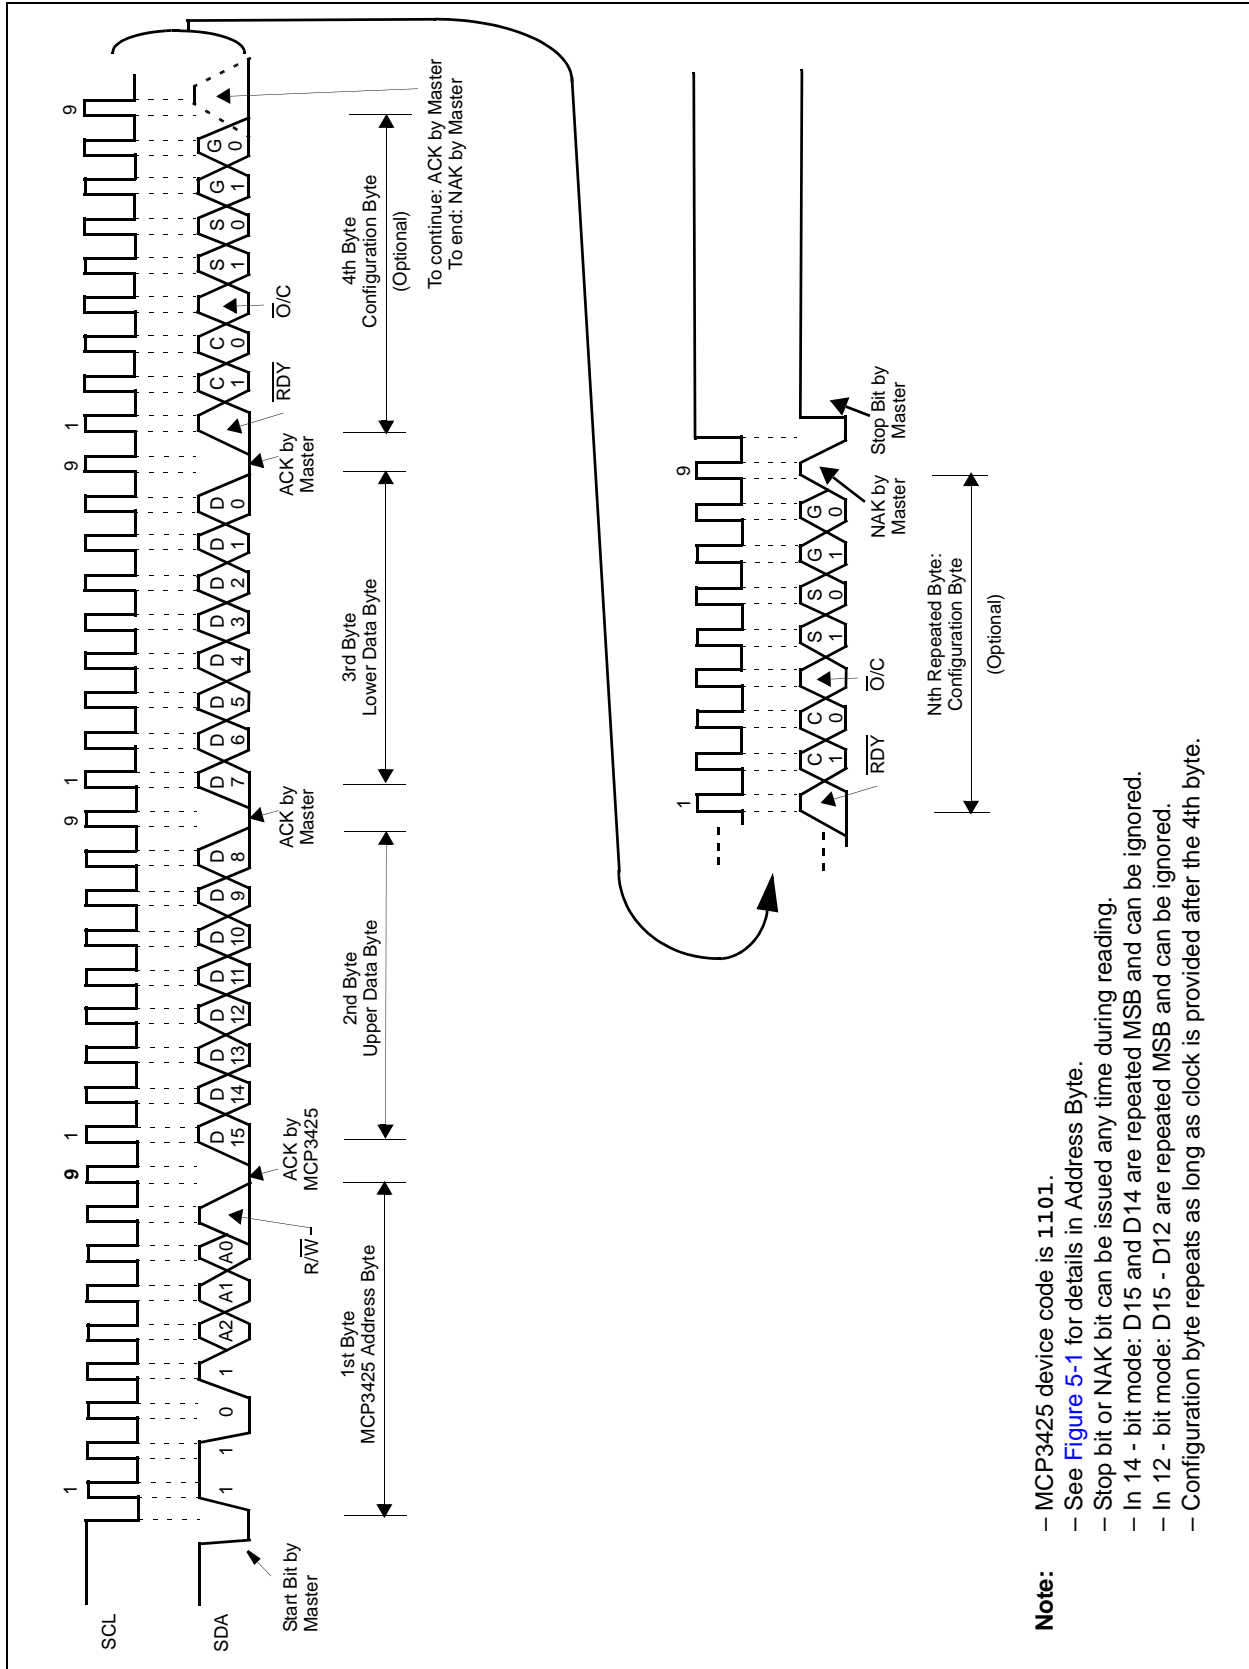 SCL
1
9
1
9
1
9
1
9
SDA
1
1
0
1
A2
A1
A0
D
15
D
14
D
13
D
12
D
11
D
10
D
9
D
8
D
7
D
6
D
5
D
4
D
3
D
2
D
1
D
0
C
1
C
0
S
1
S
0
G
1
G
0
Start Bit by
Master
R/W̅
ACK by
MCP3425
ACK by
Master
ACK by
Master
R̅D̅Y̅
O̅/C
1st Byte
MCP3425 Address Byte
2nd Byte
Upper Data Byte
3rd Byte
Lower Data Byte
4th Byte
Configuration Byte
(Optional)
To continue: ACK by Master
To end: NAK by Master
1
9
C
1
C
0
S
1
S
0
G
1
G
0
R̅D̅Y̅
O̅/C
NAK by
Master
Stop Bit by
Master
Nth Repeated Byte:
Configuration Byte
(Optional)
Note: – MCP3425 device code is 1101.
– See Figure 5-1 for details in Address Byte.
– Stop bit or NAK bit can be issued any time during reading.
– In 14 - bit mode: D15 and D14 are repeated MSB and can be ignored.
– In 12 - bit mode: D15 - D12 are repeated MSB and can be ignored.
– Configuration byte repeats as long as clock is provided after the 4th byte.